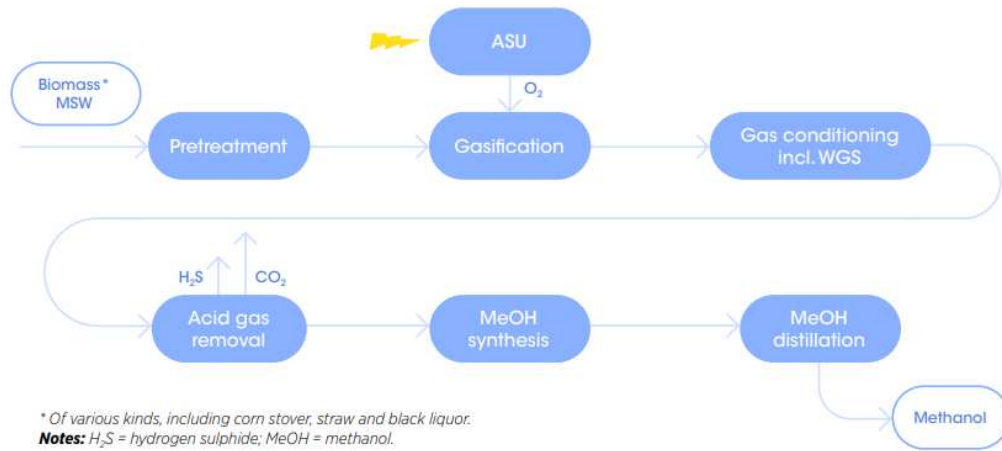 ASU
Biomass*
MSW
O₂
Pretreatment
Gasification
Gas conditioning
incl. WGS
H₂S
CO₂
Acid gas
removal
MeOH
synthesis
MeOH
distillation
Methanol
* Of various kinds, including corn stover, straw and black liquor.
Notes: H₂S = hydrogen sulphide; MeOH = methanol.